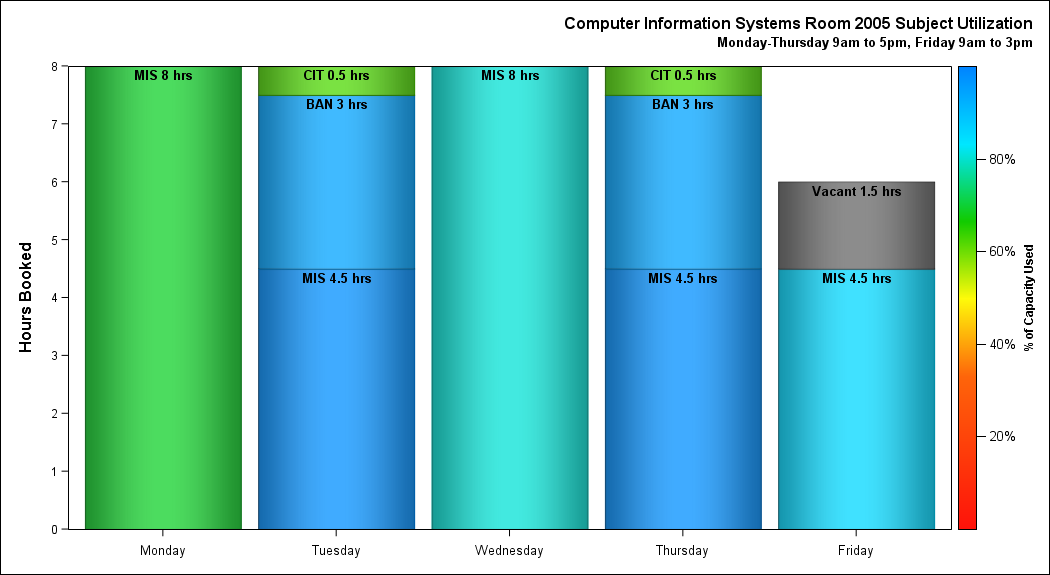 Computer Information Systems Room 2005 Subject Utilization
Monday-Thursday 9am to 5pm, Friday 9am to 3pm
Hours Booked
8
7
6
5
4
3
2
1
0
MIS 8 hrs
CIT 0.5 hrs
BAN 3 hrs
MIS 4.5 hrs
MIS 8 hrs
CIT 0.5 hrs
BAN 3 hrs
MIS 4.5 hrs
Vacant 1.5 hrs
MIS 4.5 hrs
Monday
Tuesday
Wednesday
Thursday
Friday
80%
60%
40%
20%
% of Capacity Used